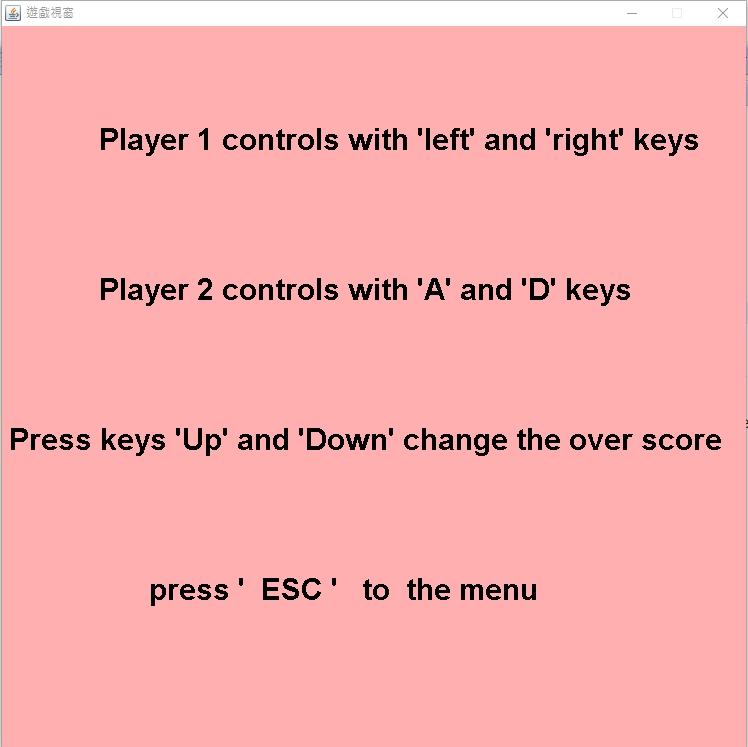 遊戲視窗
Player 1 controls with 'left' and 'right' keys
Player 2 controls with 'A' and 'D' keys
Press keys 'Up' and 'Down' change the over score
press '  ESC '   to  the menu